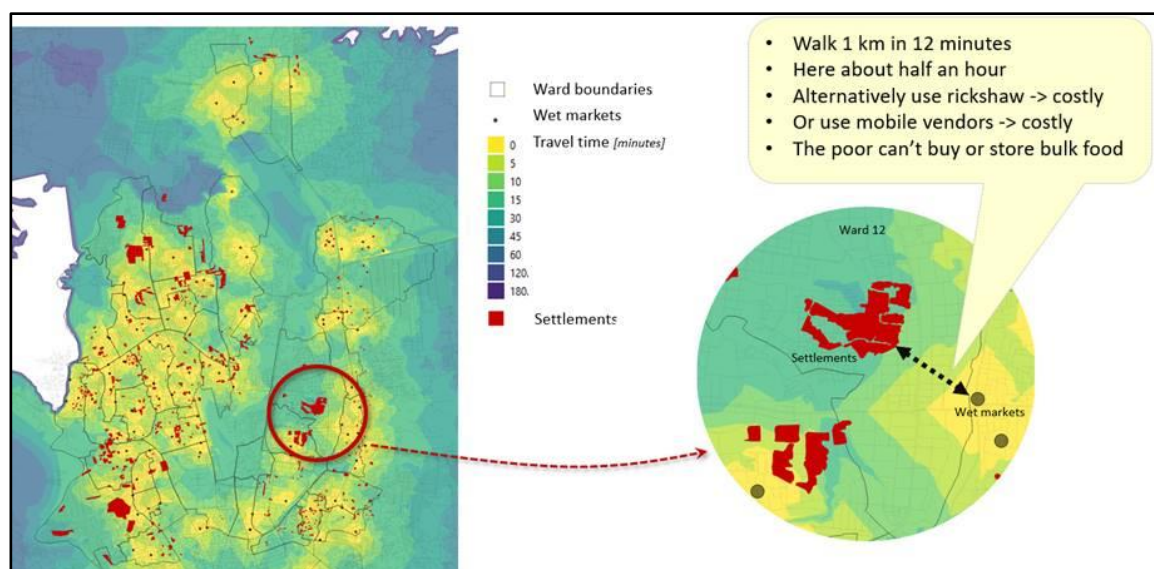 • Walk 1 km in 12 minutes
• Here about half an hour
• Alternatively use rickshaw -> costly
• Or use mobile vendors -> costly
• The poor can't buy or store bulk food
Ward boundaries
Wet markets
Travel time [minutes]
0
5
10
15
30
45
60
120.
180.
Settlements
Ward 12
Settlements
Wet markets